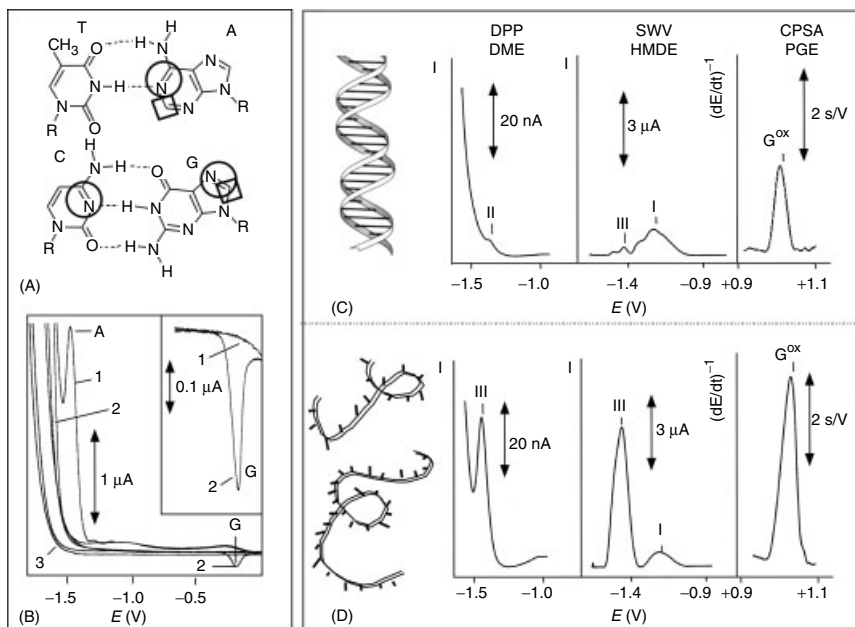 (A)
T
A
CH3
O
H
N
H
N
N
H
N
N
N
N
R
O
R
C
H
N
H
O
G
N
N
H
N
N
N
N
R
O
R
H
N
H
H
(B)
A
1
2
1 μA
3
1
0.1 μA
2
G
G
2
−1.5
−1.0
−0.5
E (V)
DPP
DME
SWV
HMDE
CPSA
PGE
I
20 nA
II
−1.5
−1.0
I
3 μA
III
I
−1.4
−0.9
E (V)
(dE/dt)−1
2 s/V
Gox
+0.9
+1.1
(C)
I
III
20 nA
−1.5
−1.0
I
III
3 μA
I
−1.4
−0.9
E (V)
(dE/dt)−1
Gox
2 s/V
+0.9
+1.1
(D)